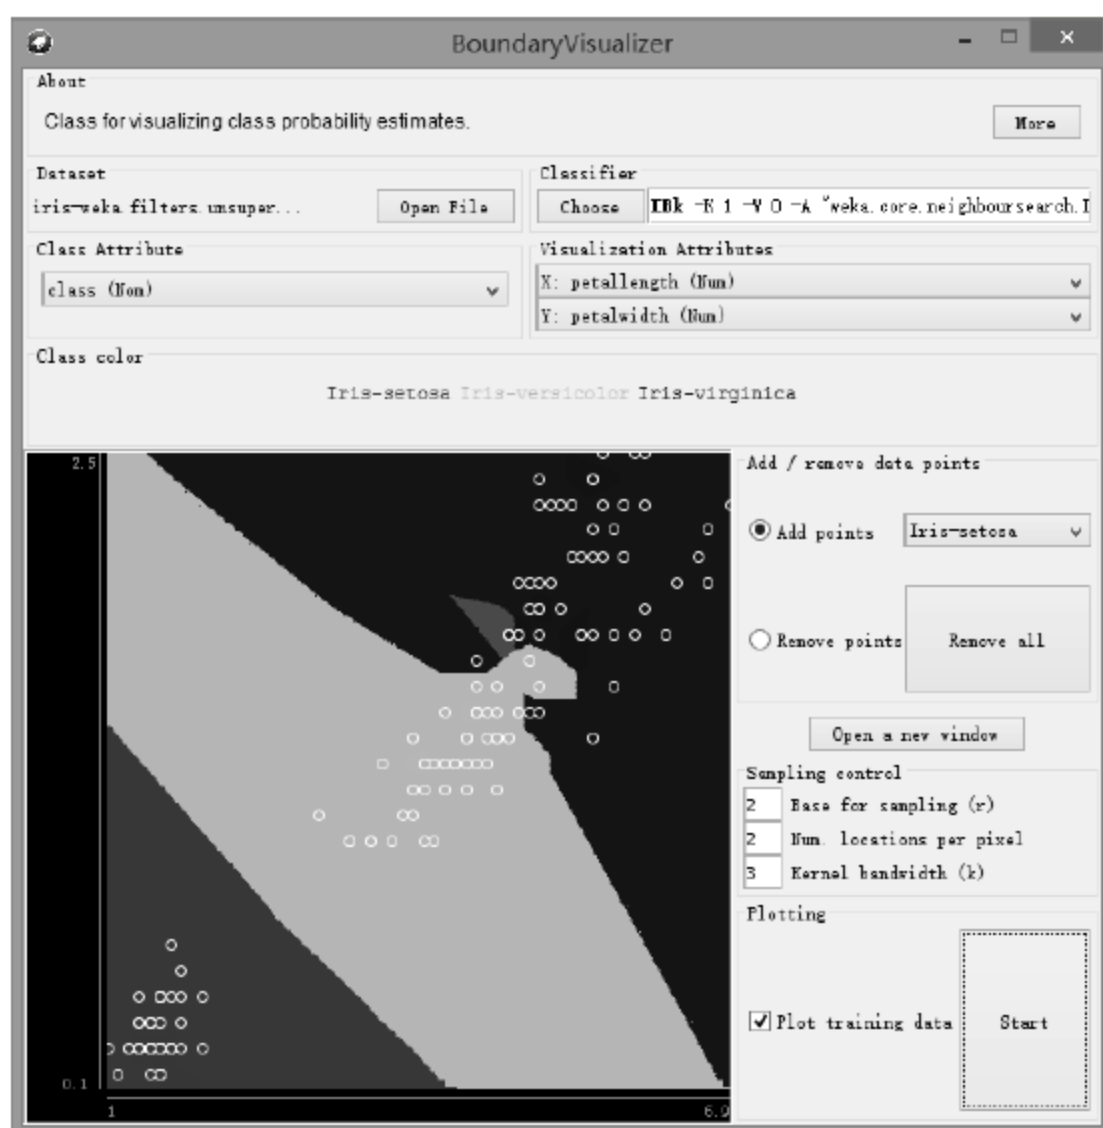 BoundaryVisualizer
About
Class for visualizing class probability estimates.
More
Dataset
iris-weka.filters.unsuper...
Open File
Classifier
Choose
IBk -K 1 -W 0 -A "weka.core.neighboursearch.I
Class Attribute
class (Nom)
Visualization Attributes
X: petallength (Num)
Y: petalwidth (Num)
Class color
Iris-setosa Iris-versicolor Iris-virginica
2.5
0.1
1
6.9
Add / remove data points
Add points
Iris-setosa
Remove points
Remove all
Open a new window
Sampling control
2 Base for sampling (r)
2 Num. locations per pixel
3 Kernel bandwidth (k)
Plotting
Plot training data
Start